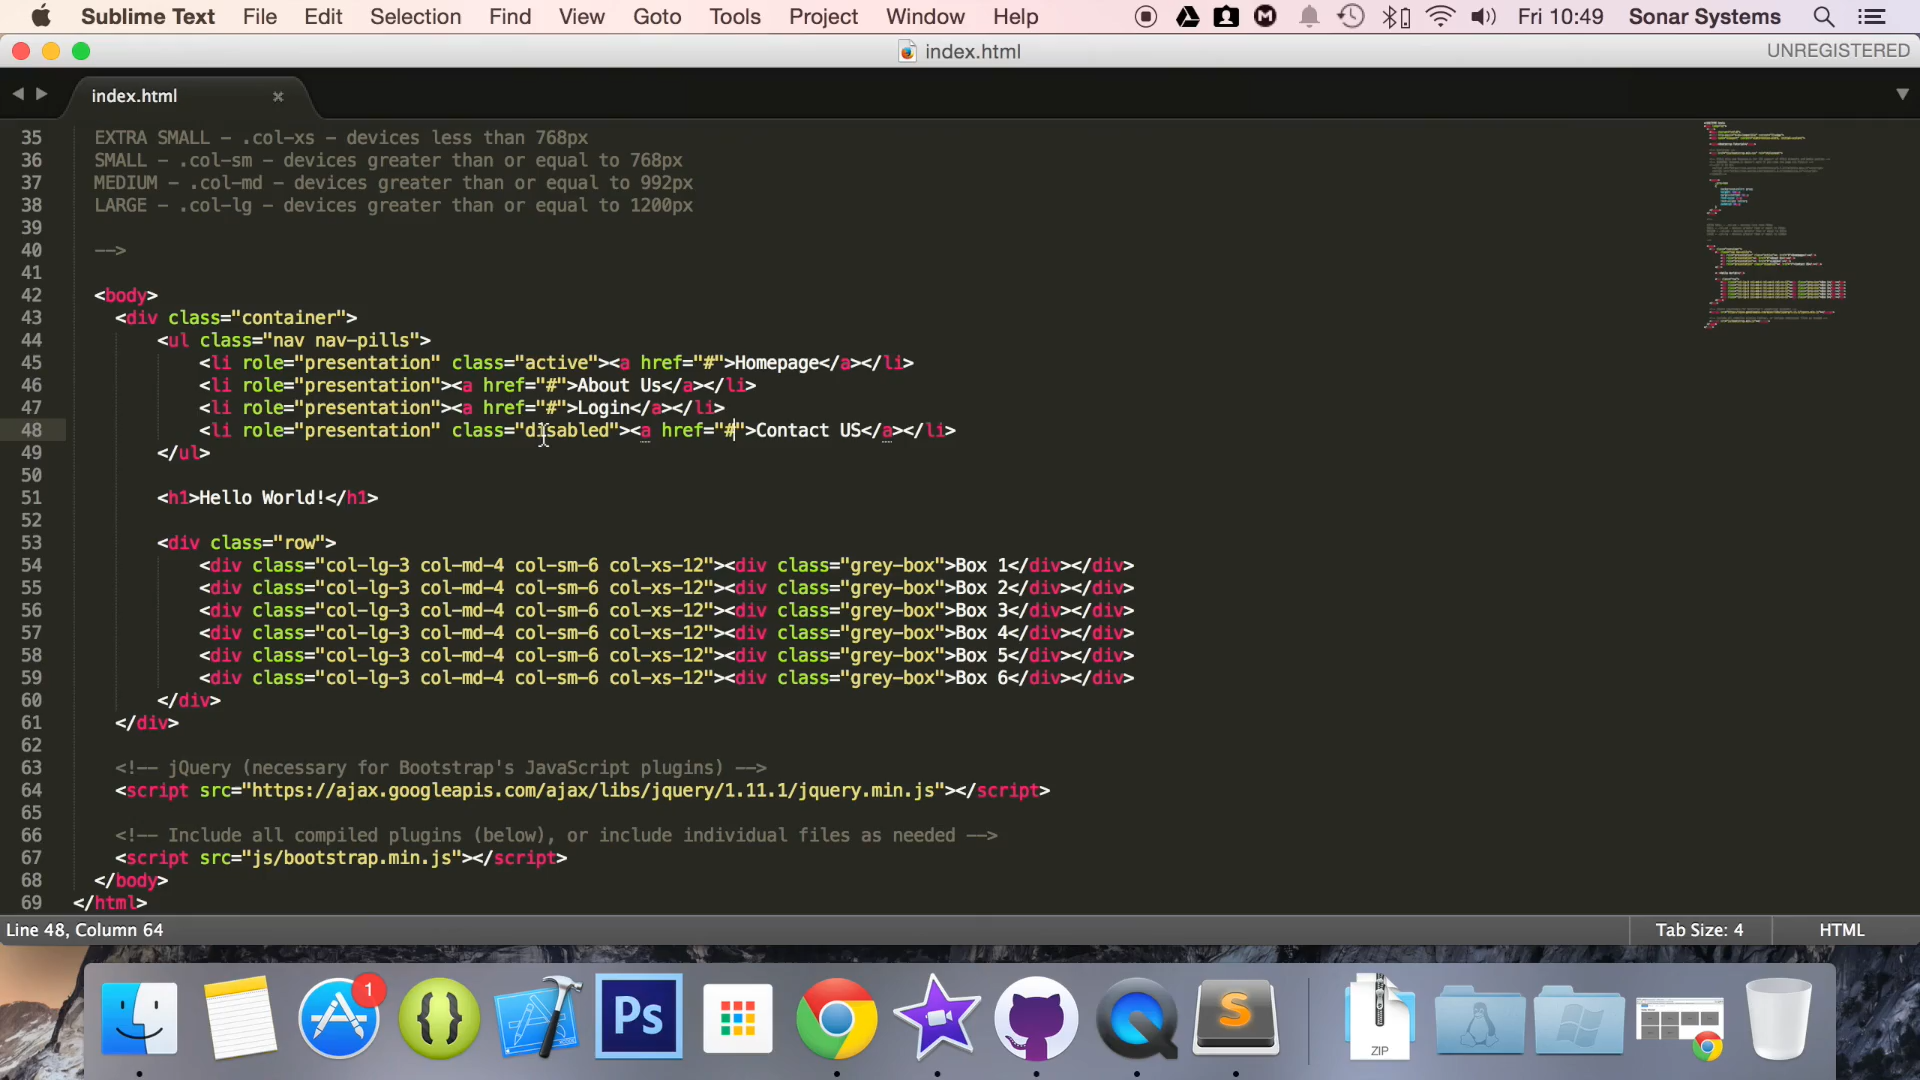 Sublime Text File Edit Selection Find View Goto Tools Project Window Help Fri 10:49 Sonar Systems
index.html UNREGISTERED
index.html
35 EXTRA SMALL - .col-xs - devices less than 768px
36 SMALL - .col-sm - devices greater than or equal to 768px
37 MEDIUM - .col-md - devices greater than or equal to 992px
38 LARGE - .col-lg - devices greater than or equal to 1200px
39
40 -->
41
42 <body>
43 <div class="container">
44 <ul class="nav nav-pills">
45 <li role="presentation" class="active"><a href="#">Homepage</a></li>
46 <li role="presentation"><a href="#">About Us</a></li>
47 <li role="presentation"><a href="#">Login</a></li>
48 <li role="presentation" class="disabled"><a href="#">Contact US</a></li>
49 </ul>
50
51 <h1>Hello World!</h1>
52
53 <div class="row">
54 <div class="col-lg-3 col-md-4 col-sm-6 col-xs-12"><div class="grey-box">Box 1</div></div>
55 <div class="col-lg-3 col-md-4 col-sm-6 col-xs-12"><div class="grey-box">Box 2</div></div>
56 <div class="col-lg-3 col-md-4 col-sm-6 col-xs-12"><div class="grey-box">Box 3</div></div>
57 <div class="col-lg-3 col-md-4 col-sm-6 col-xs-12"><div class="grey-box">Box 4</div></div>
58 <div class="col-lg-3 col-md-4 col-sm-6 col-xs-12"><div class="grey-box">Box 5</div></div>
59 <div class="col-lg-3 col-md-4 col-sm-6 col-xs-12"><div class="grey-box">Box 6</div></div>
60 </div>
61 </div>
62
63 <!-- jQuery (necessary for Bootstrap's JavaScript plugins) -->
64 <script src="https://ajax.googleapis.com/ajax/libs/jquery/1.11.1/jquery.min.js"></script>
65
66 <!-- Include all compiled plugins (below), or include individual files as needed -->
67 <script src="js/bootstrap.min.js"></script>
68 </body>
69 </html>
Line 48, Column 64 Tab Size: 4 HTML
1
Ps
S
ZIP